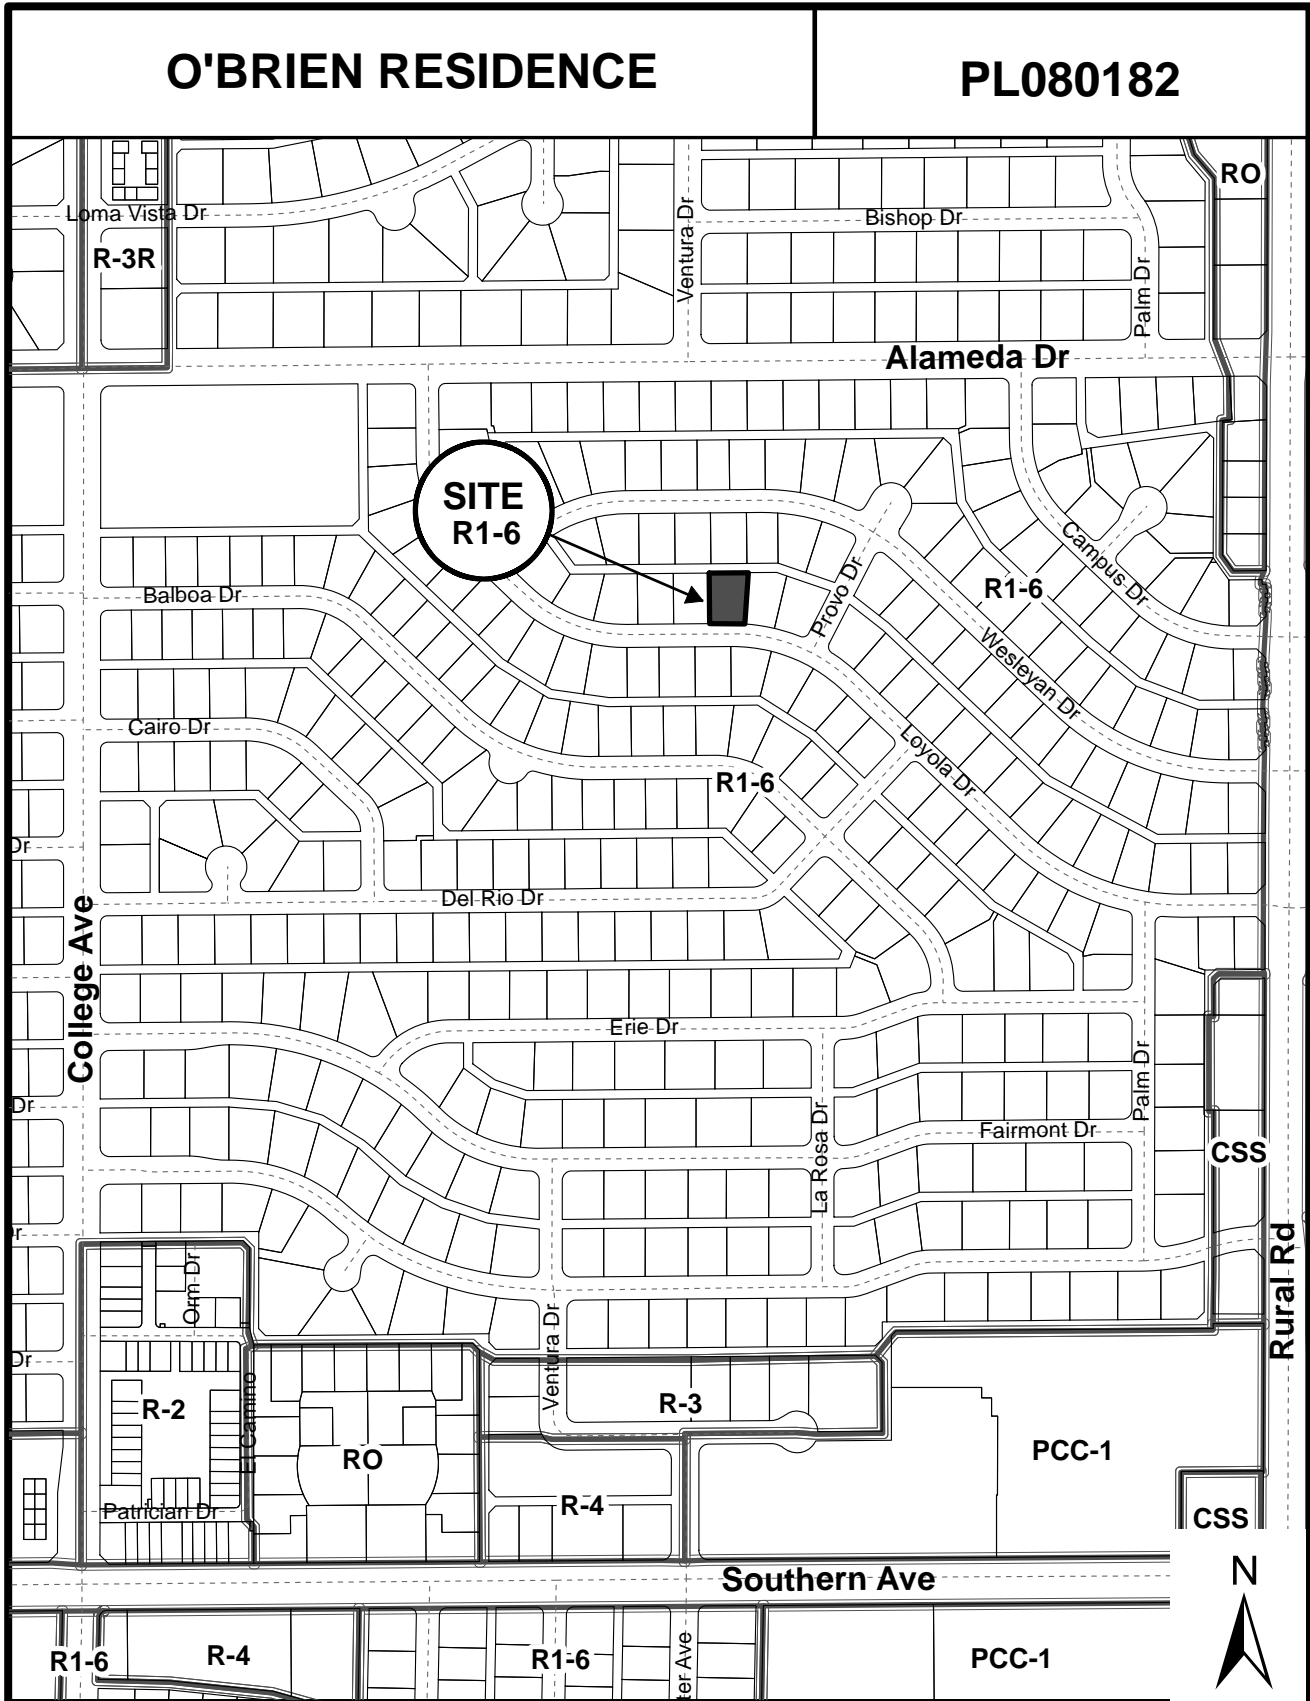 O'BRIEN RESIDENCE
PL080182
RO
Loma Vista Dr
Bishop Dr
Ventura Dr
R-3R
Palm Dr
Alameda Dr
SITE
R1-6
Campus Dr
R1-6
Balboa Dr
Provo Dr
Wesleyan Dr
Cairo Dr
Loyola Dr
R1-6
Dr
Del Rio Dr
College Ave
Erie Dr
Palm Dr
Dr
La Rosa Dr
Fairmont Dr
CSS
Rural Rd
Orm Dr
Ventura Dr
Dr
R-2
El Camino
R-3
RO
PCC-1
R-4
CSS
Patrician Dr
Southern Ave
N
R1-6
R-4
R1-6
ter Ave
PCC-1